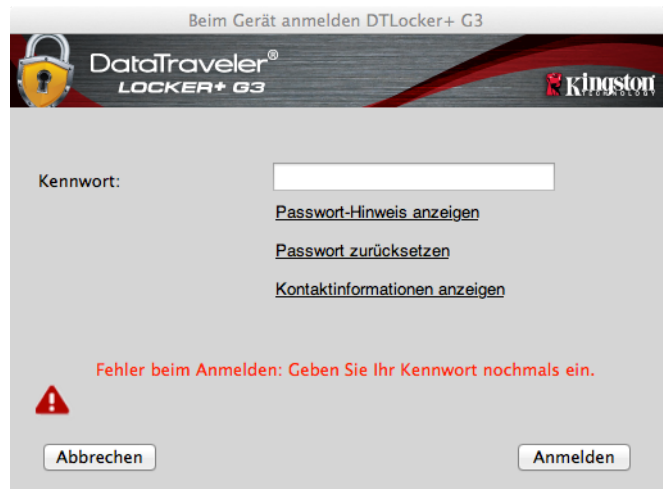 Beim Gerät anmelden DTLocker+ G3
DataTraveler®
LOCKER+ G3
Kingston
TECHNOLOGY
Kennwort:
Passwort-Hinweis anzeigen
Passwort zurücksetzen
Kontaktinformationen anzeigen
Fehler beim Anmelden: Geben Sie Ihr Kennwort nochmals ein.
Abbrechen
Anmelden